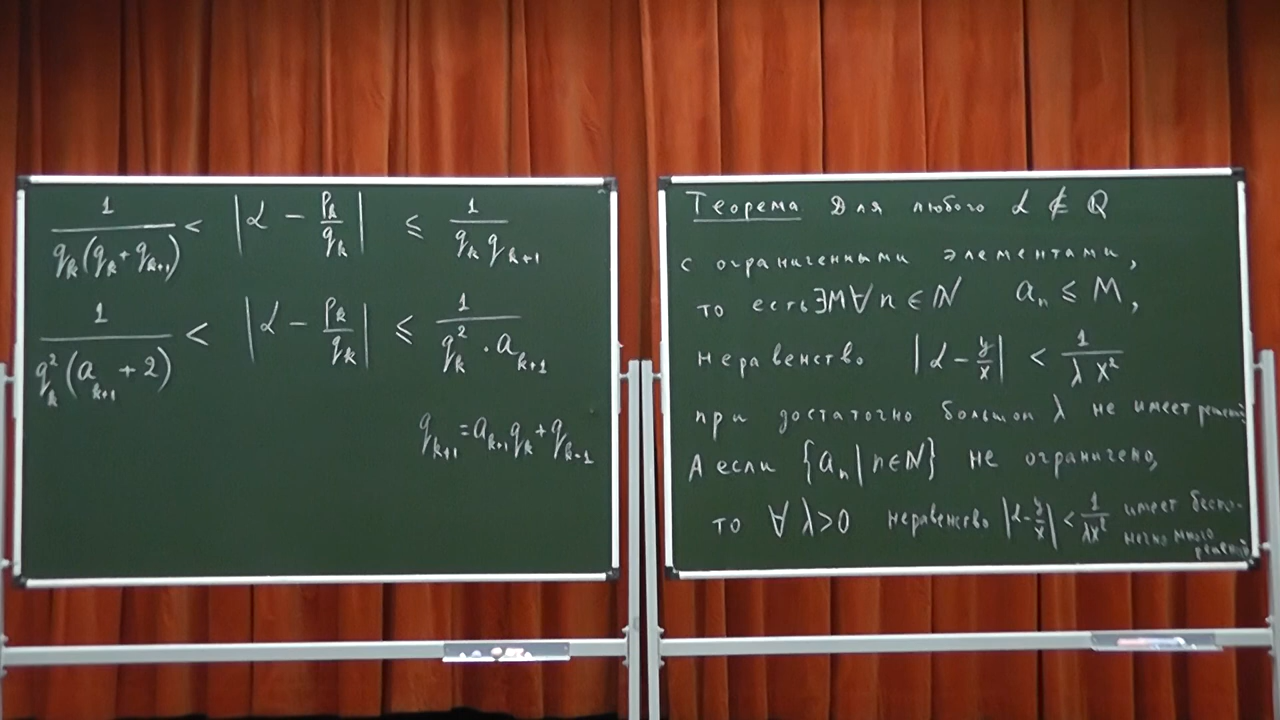 1/(q_k(q_k + q_{k+1})) < |α − p_k/q_k| ≤ 1/(q_k q_{k+1})
1/(q_k^2(a_{k+1} + 2)) < |α − p_k/q_k| ≤ 1/(q_k^2 · a_{k+1})
q_{k+1} = a_{k+1} q_k + q_{k-1}
Теорема Для любого α ∉ Q
с ограниченными элементами,
то есть ∃M ∀ n ∈ N a_n ≤ M,
неравенство |α − y/x| < 1/(λ x^2)
при достаточно большом λ не имеет решений
А если {a_n | n ∈ N} не ограничено,
то ∀ λ > 0 неравенство |α − y/x| < 1/(λx^2) имеет беско-
нечно много
решений